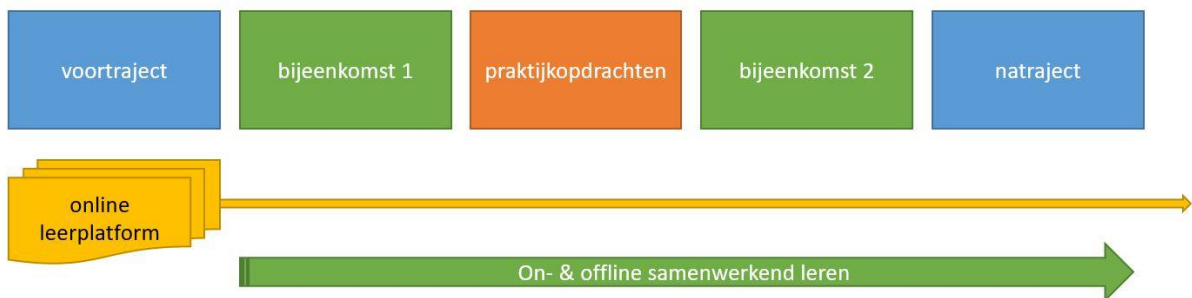 voortraject
bijeenkomst 1
praktijkopdrachten
bijeenkomst 2
natraject
online
leerplatform
On- & offline samenwerkend leren